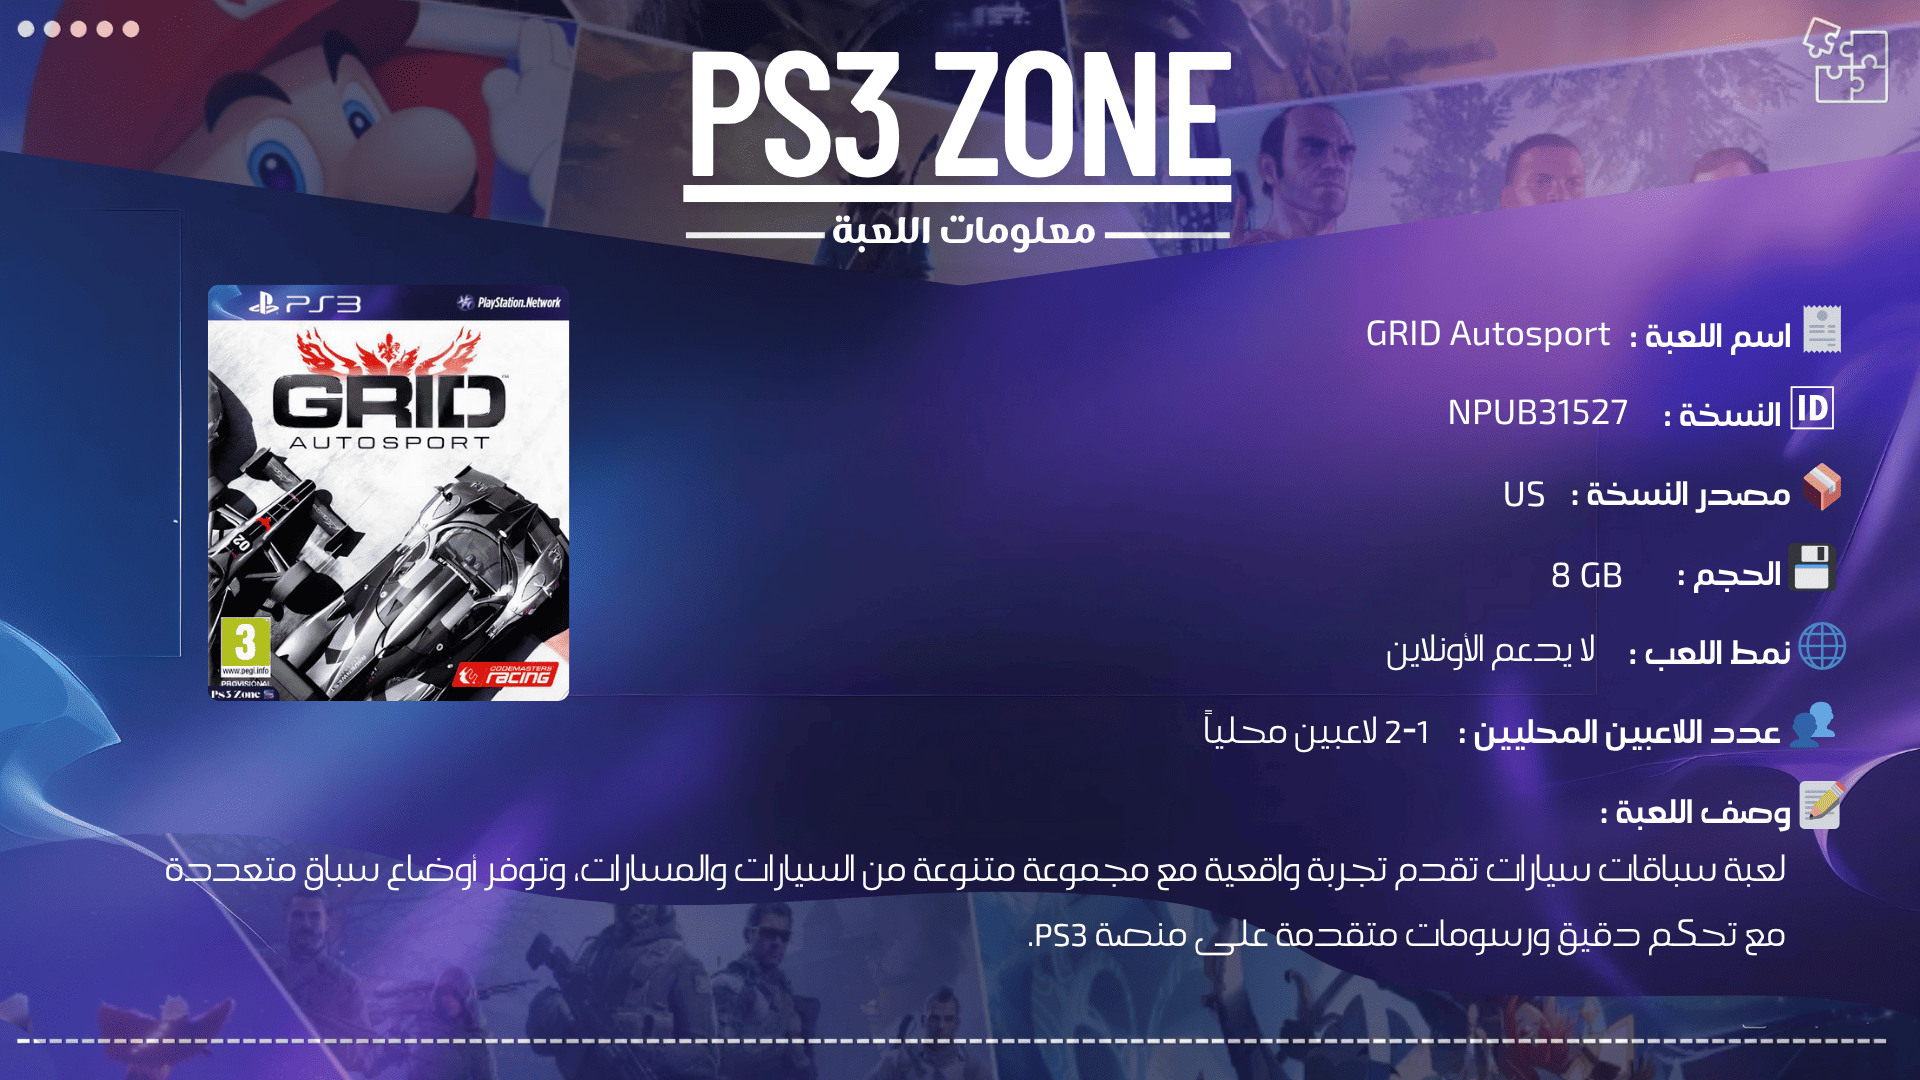 PS3 ZONE
معلومات اللعبة
PS3 PlayStation.Network
GRID
AUTOSPORT
02
3
www.pegi.info
PROVISIONAL
Ps3 Zone
CODEMASTERS
racing
اسم اللعبة : GRID Autosport
ID النسخة : NPUB31527
مصدر النسخة : US
الحجم : 8 GB
نمط اللعب : لا يدعم الأونلاين
عدد اللاعبين المحليين : 1-2 لاعبين محلياً
وصف اللعبة :
لعبة سباقات سيارات تقدم تجربة واقعية مع مجموعة متنوعة من السيارات والمسارات، وتوفر أوضاع سباق متعددة
مع تحكم دقيق ورسومات متقدمة على منصة PS3.